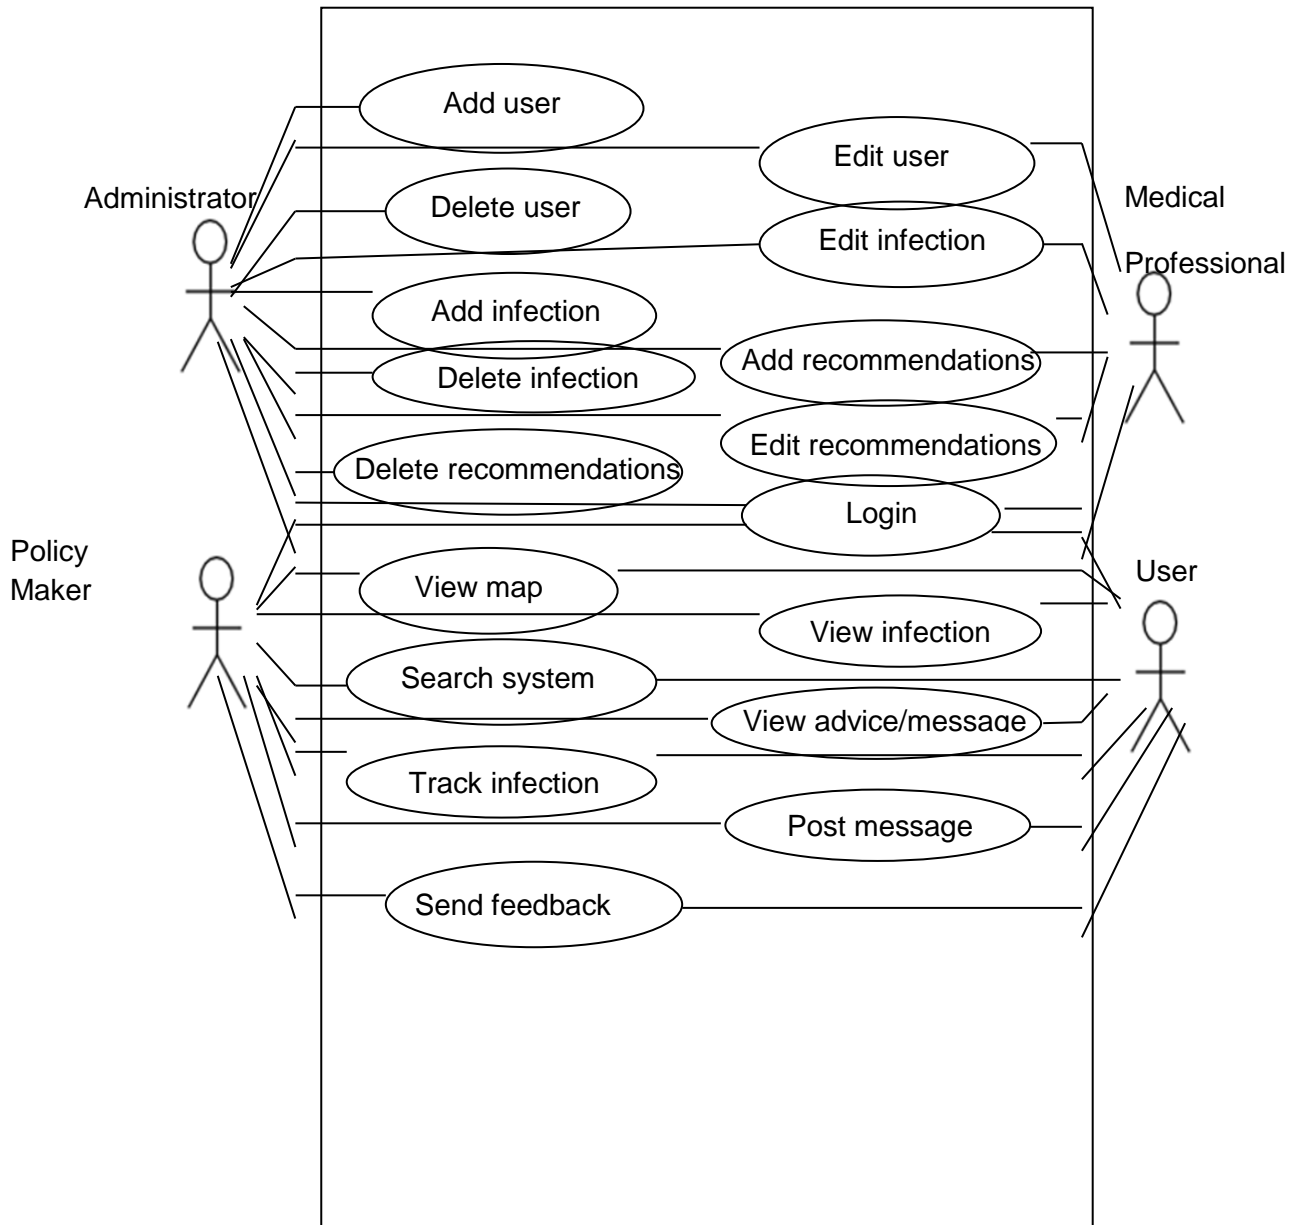 Add user
Edit user
Administrator
Delete user
Medical
Professional
Edit infection
Add infection
Add recommendations
Delete infection
Edit recommendations
Delete recommendations
Login
Policy
Maker
View map
User
View infection
Search system
View advice/message
Track infection
Post message
Send feedback